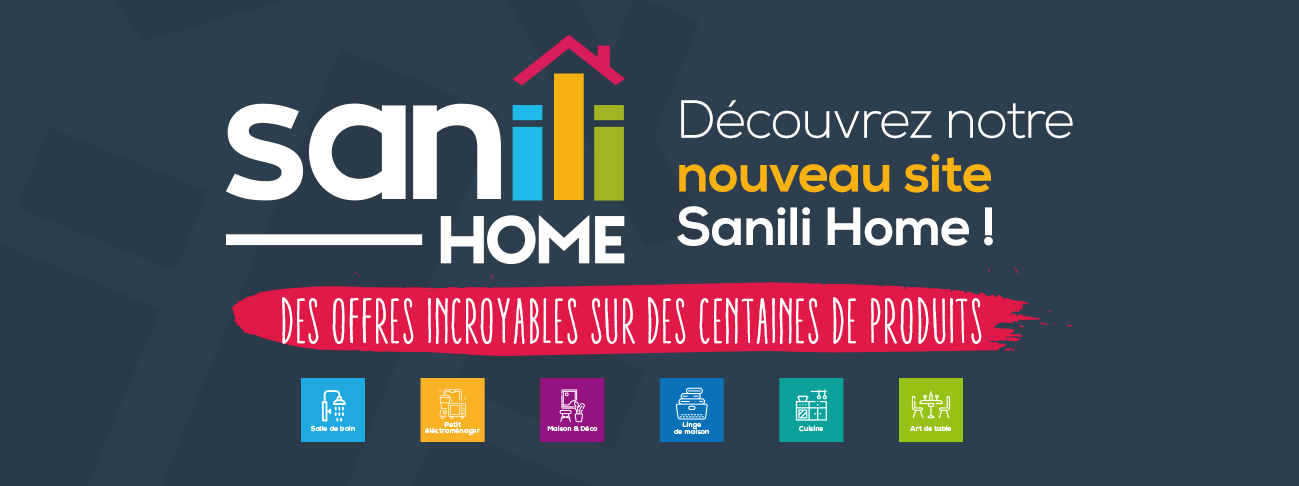 sanili
HOME
Découvrez notre
nouveau site
Sanili Home !
DES OFFRES INCROYABLES SUR DES CENTAINES DE PRODUITS
Salle de bain
Petit
éléctroménager
Maison & Déco
Linge
de maison
Cuisine
Art de table